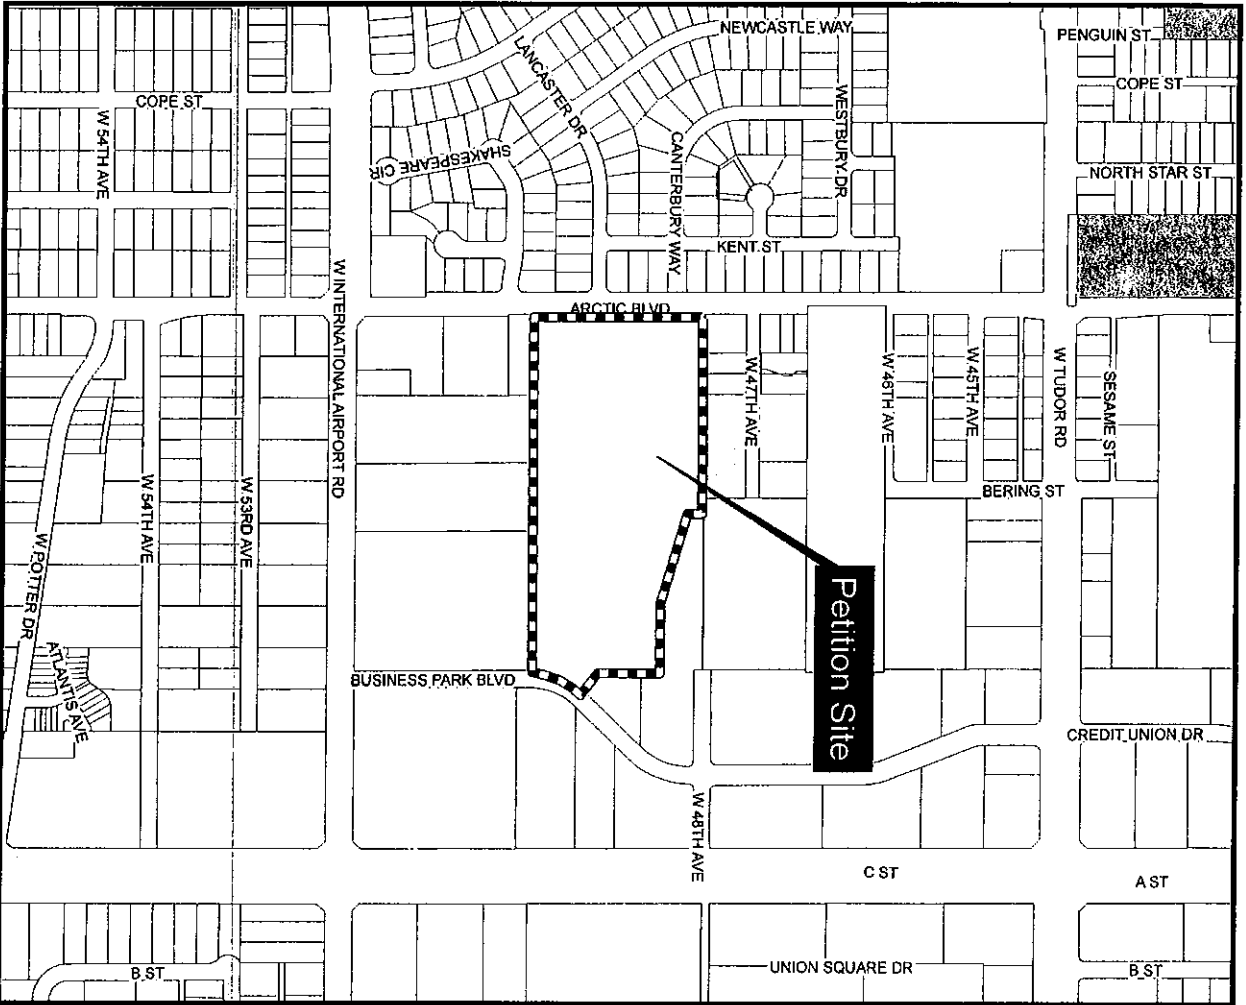 NEWCASTLE WAY
PENGUIN ST
LANCASTER DR
COPE ST
COPE ST
WESTBURY DR
W 54TH AVE
SHAKESPEARE CIR
CANTERBURY WAY
NORTH STAR ST
KENT ST
W INTERNATIONAL AIRPORT RD
ARCTIC BLVD
W 47TH AVE
W 46TH AVE
W 45TH AVE
W TUDOR RD
SESAME ST
W 54TH AVE
W 53RD AVE
BERING ST
W POTTER DR
Petition Site
ATLANTIS AVE
BUSINESS PARK BLVD
CREDIT UNION DR
W 48TH AVE
C ST
A ST
B ST
UNION SQUARE DR
B ST